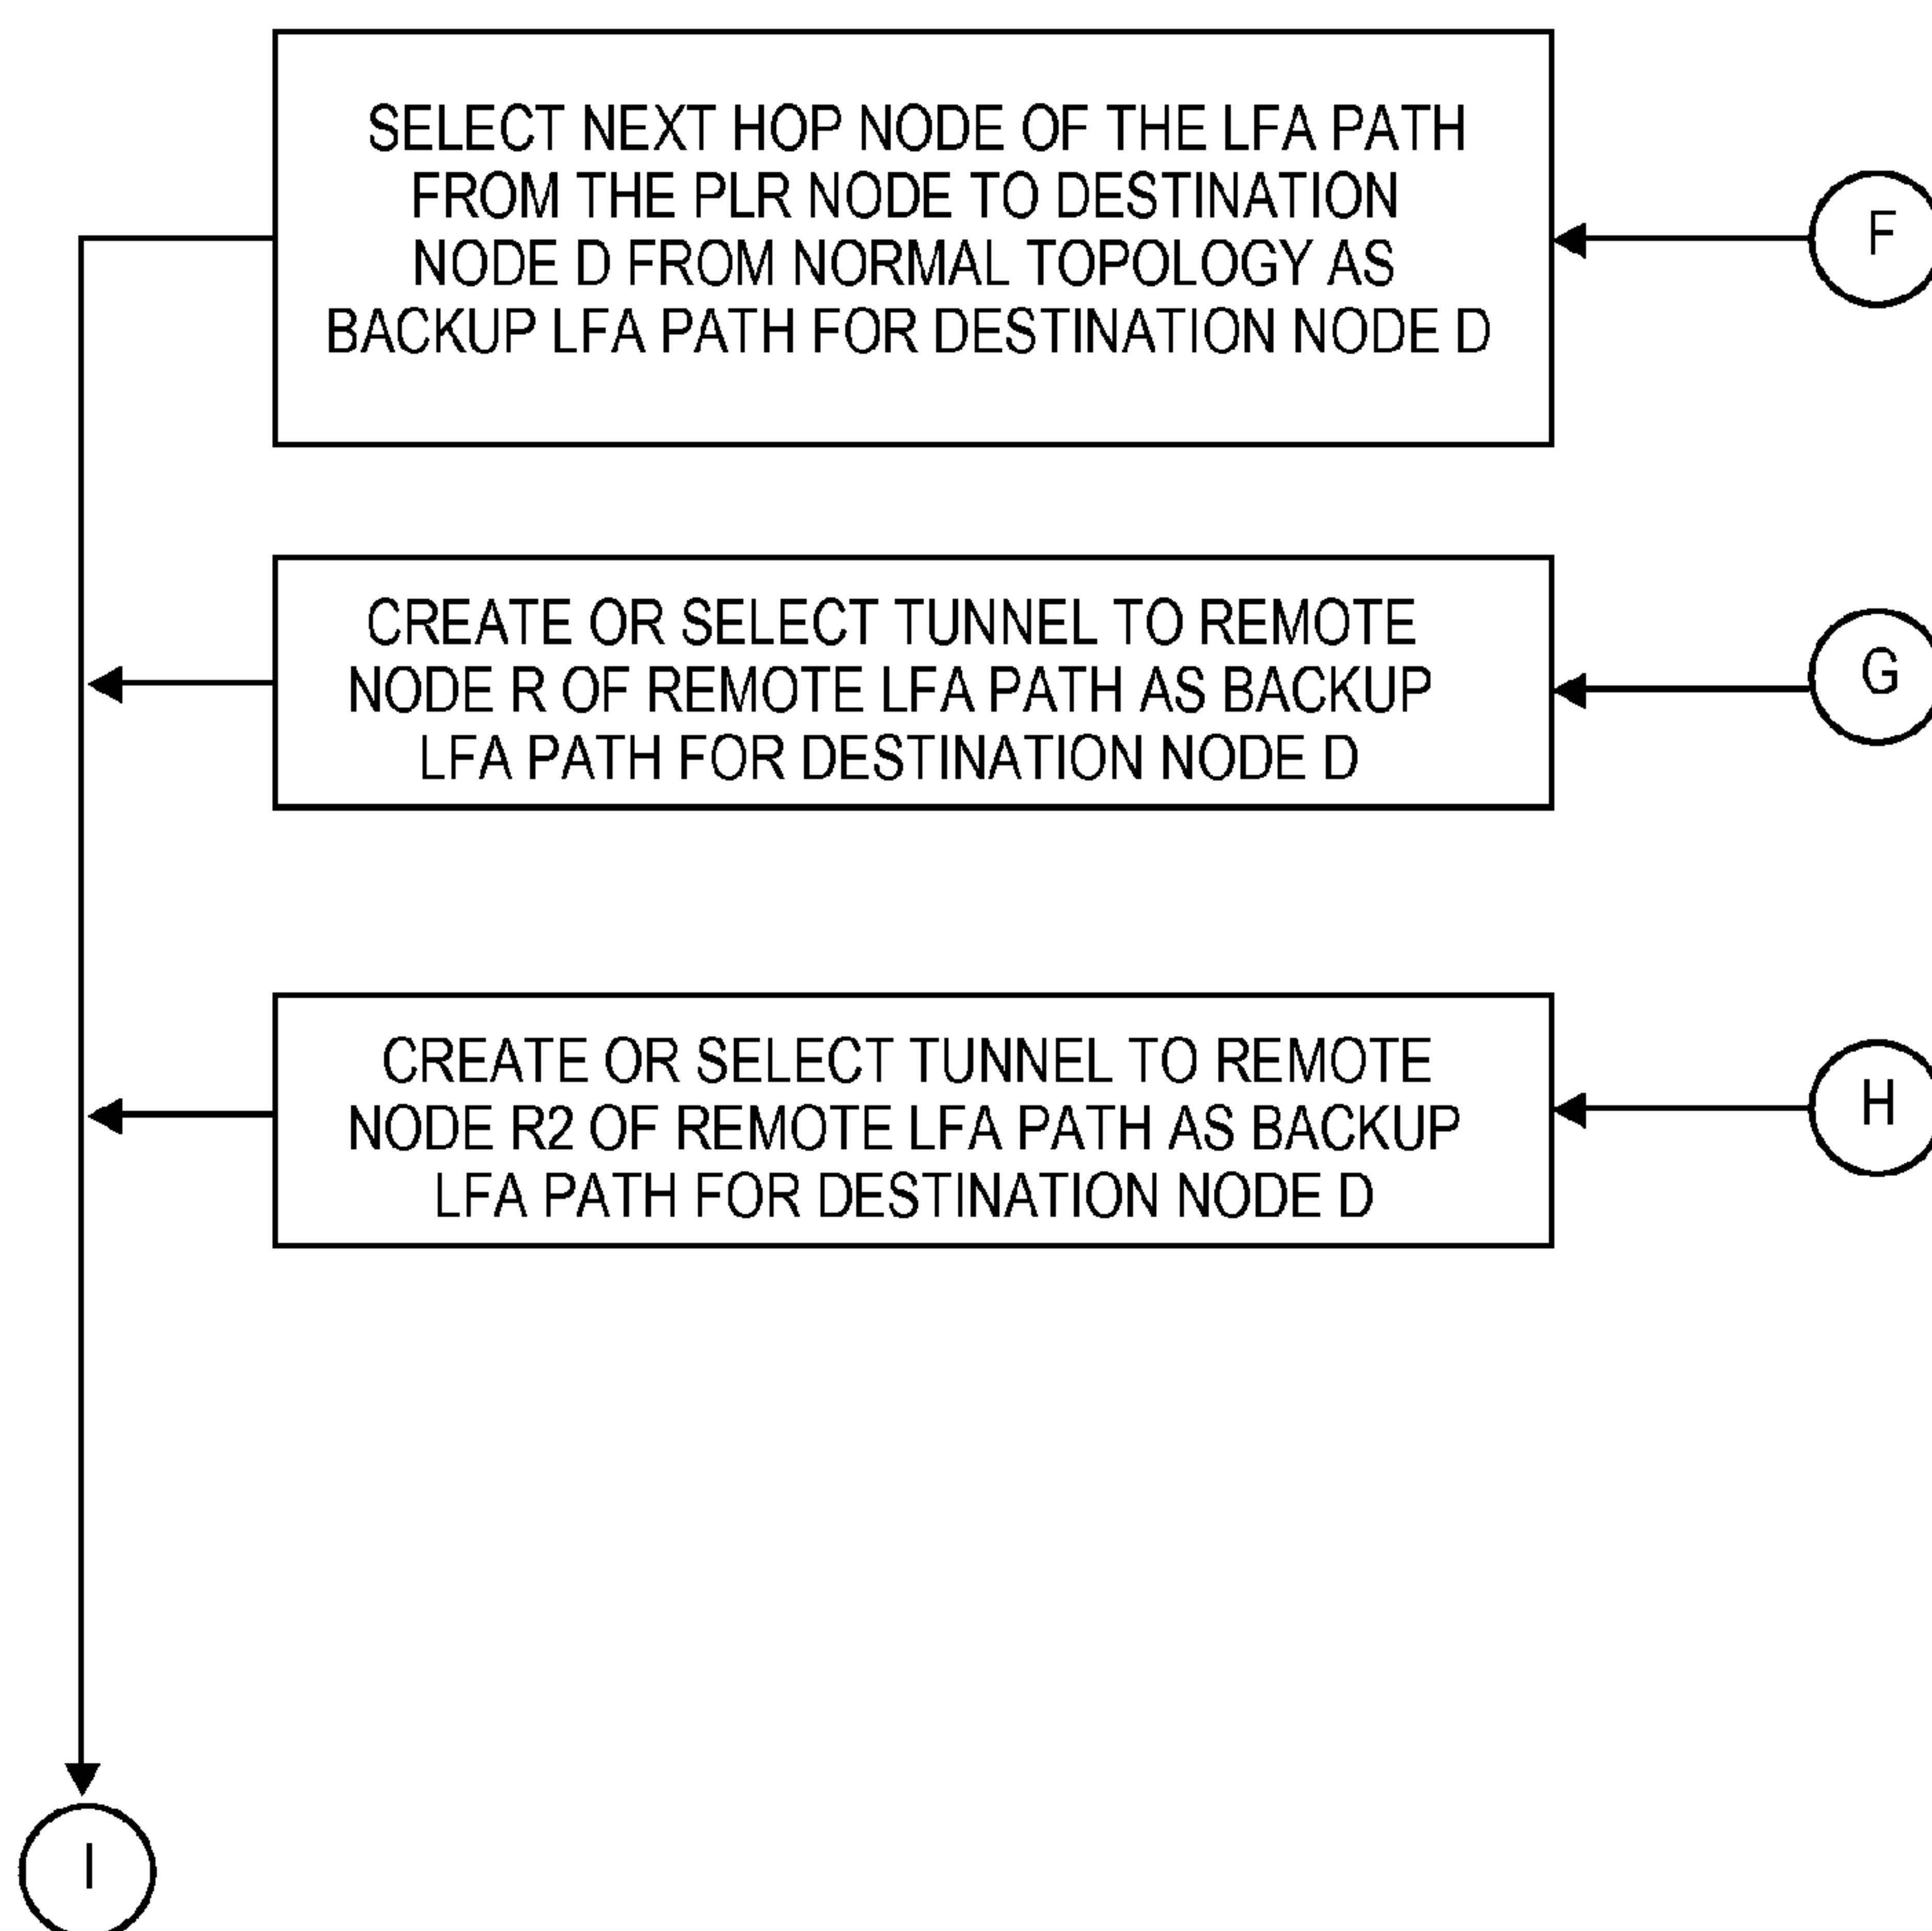 SELECT NEXT HOP NODE OF THE LFA PATH
FROM THE PLR NODE TO DESTINATION
NODE D FROM NORMAL TOPOLOGY AS
BACKUP LFA PATH FOR DESTINATION NODE D
F
CREATE OR SELECT TUNNEL TO REMOTE
NODE R OF REMOTE LFA PATH AS BACKUP
LFA PATH FOR DESTINATION NODE D
G
CREATE OR SELECT TUNNEL TO REMOTE
NODE R2 OF REMOTE LFA PATH AS BACKUP
LFA PATH FOR DESTINATION NODE D
H
I